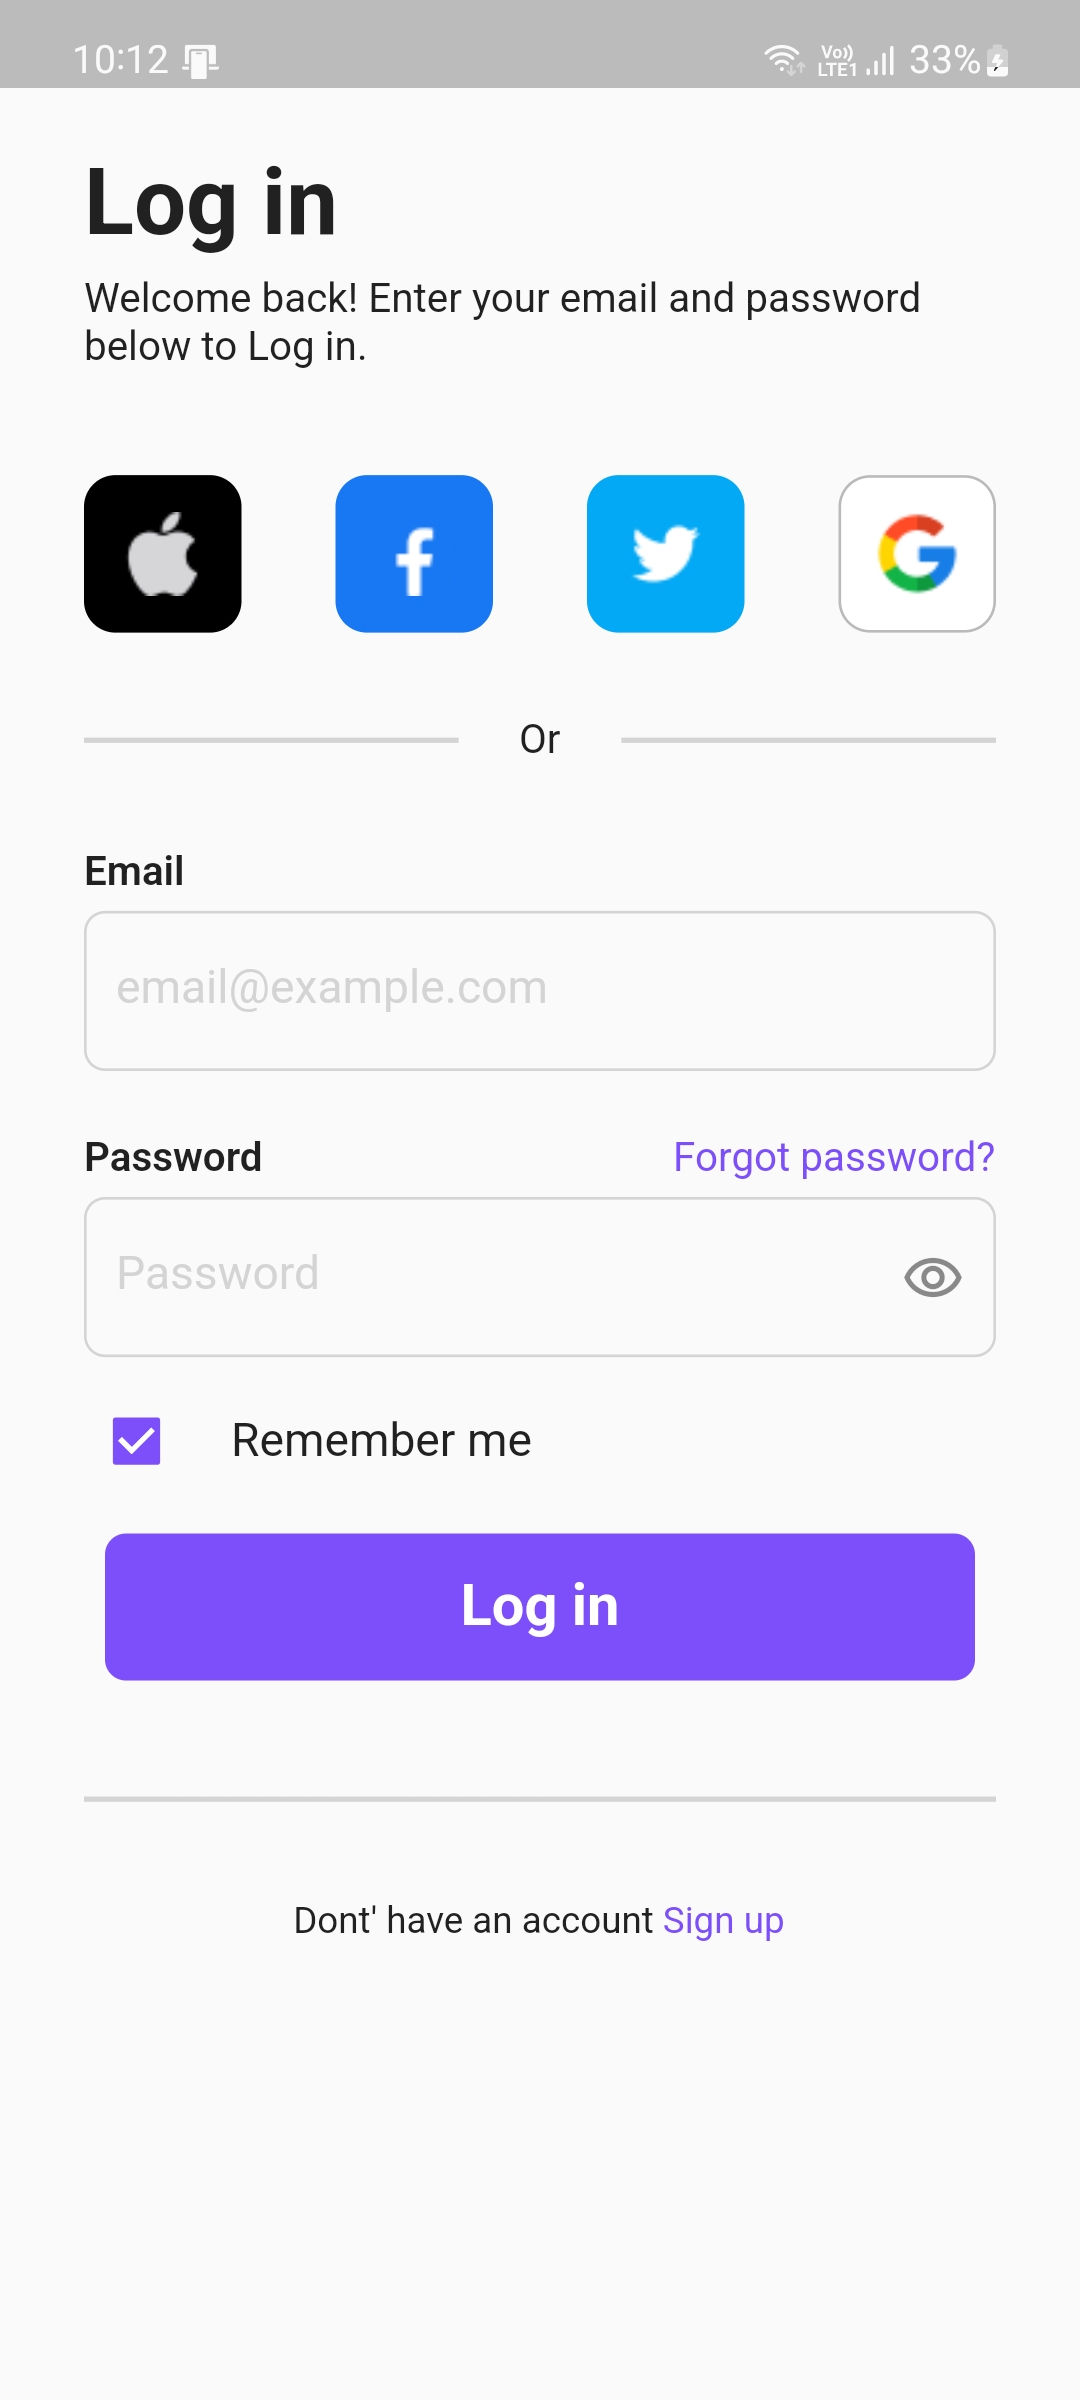 10:12
Vo))
LTE1
33%
Log in
Welcome back! Enter your email and password
below to Log in.
Or
Email
email@example.com
Password
Forgot password?
Password
Remember me
Log in
Dont' have an account Sign up